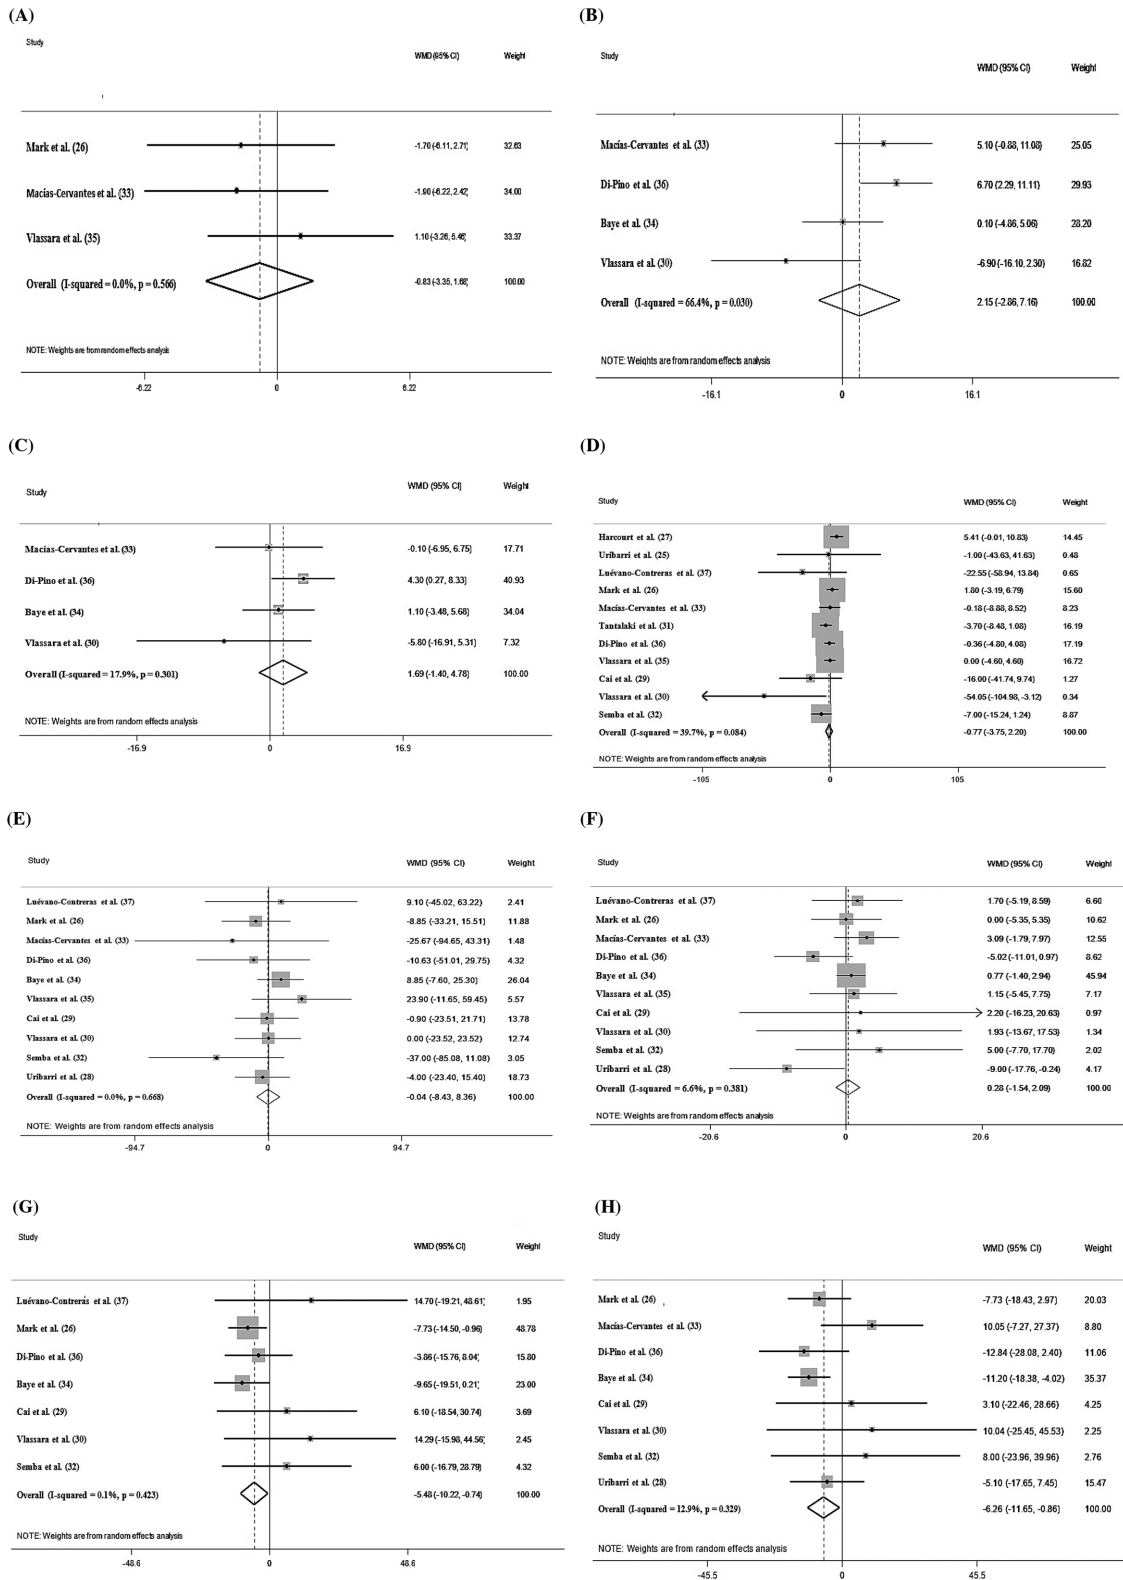 (A)
Study
WMD (95% CI) Weight
Mark et al. (26) -1.70 (-6.11, 2.71) 32.63
Macías-Cervantes et al. (33) -1.90 (-6.22, 2.42) 34.00
Vlassara et al. (35) 1.10 (-3.26, 5.46) 33.37
Overall (I-squared = 0.0%, p = 0.566) -0.83 (-3.35, 1.68) 100.00
NOTE: Weights are from random effects analysis
-6.22 0 6.22
(B)
Study
WMD (95% CI) Weight
Macías-Cervantes et al. (33) 5.10 (-0.88, 11.08) 25.05
Di-Pino et al. (36) 6.70 (2.29, 11.11) 29.93
Baye et al. (34) 0.10 (-4.86, 5.06) 28.20
Vlassara et al. (30) -6.90 (-16.10, 2.30) 16.82
Overall (I-squared = 66.4%, p = 0.030) 2.15 (-2.86, 7.16) 100.00
NOTE: Weights are from random effects analysis
-16.1 0 16.1
(C)
Study
WMD (95% CI) Weight
Macías-Cervantes et al. (33) -0.10 (-6.95, 6.75) 17.71
Di-Pino et al. (36) 4.30 (0.27, 8.33) 40.93
Baye et al. (34) 1.10 (-3.48, 5.68) 34.04
Vlassara et al. (30) -5.80 (-16.91, 5.31) 7.32
Overall (I-squared = 17.9%, p = 0.301) 1.69 (-1.40, 4.78) 100.00
NOTE: Weights are from random effects analysis
-16.9 0 16.9
(D)
Study WMD (95% CI) Weight
Harcourt et al. (27) 5.41 (-0.01, 10.83) 14.45
Uribarri et al. (25) -1.00 (-43.63, 41.63) 0.48
Luévano-Contreras et al. (37) -22.55 (-58.94, 13.84) 0.65
Mark et al. (26) 1.80 (-3.19, 6.79) 15.60
Macías-Cervantes et al. (33) -0.18 (-8.88, 8.52) 8.23
Tantalaki et al. (31) -3.70 (-8.48, 1.08) 16.19
Di-Pino et al. (36) -0.36 (-4.80, 4.08) 17.19
Vlassara et al. (35) 0.00 (-4.60, 4.60) 16.72
Cai et al. (29) -16.00 (-41.74, 9.74) 1.27
Vlassara et al. (30) -54.05 (-104.98, -3.12) 0.34
Semba et al. (32) -7.00 (-15.24, 1.24) 8.87
Overall (I-squared = 39.7%, p = 0.084) -0.77 (-3.75, 2.20) 100.00
NOTE: Weights are from random effects analysis
-105 0 105
(E)
Study WMD (95% CI) Weight
Luévano-Contreras et al. (37) 9.10 (-45.02, 63.22) 2.41
Mark et al. (26) -8.85 (-33.21, 15.51) 11.88
Macías-Cervantes et al. (33) -25.67 (-94.65, 43.31) 1.48
Di-Pino et al. (36) -10.63 (-51.01, 29.75) 4.32
Baye et al. (34) 8.85 (-7.60, 25.30) 26.04
Vlassara et al. (35) 23.90 (-11.65, 59.45) 5.57
Cai et al. (29) -0.90 (-23.51, 21.71) 13.78
Vlassara et al. (30) 0.00 (-23.52, 23.52) 12.74
Semba et al. (32) -37.00 (-85.08, 11.08) 3.05
Uribarri et al. (28) -4.00 (-23.40, 15.40) 18.73
Overall (I-squared = 0.0%, p = 0.668) -0.04 (-8.43, 8.36) 100.00
NOTE: Weights are from random effects analysis
-94.7 0 94.7
(F)
Study WMD (95% CI) Weight
Luévano-Contreras et al. (37) 1.70 (-5.19, 8.59) 6.60
Mark et al. (26) 0.00 (-5.35, 5.35) 10.62
Macías-Cervantes et al. (33) 3.09 (-1.79, 7.97) 12.55
Di-Pino et al. (36) -5.02 (-11.01, 0.97) 8.62
Baye et al. (34) 0.77 (-1.40, 2.94) 45.94
Vlassara et al. (35) 1.15 (-5.45, 7.75) 7.17
Cai et al. (29) 2.20 (-16.23, 20.63) 0.97
Vlassara et al. (30) 1.93 (-13.67, 17.53) 1.34
Semba et al. (32) 5.00 (-7.70, 17.70) 2.02
Uribarri et al. (28) -9.00 (-17.76, -0.24) 4.17
Overall (I-squared = 6.6%, p = 0.381) 0.28 (-1.54, 2.09) 100.00
NOTE: Weights are from random effects analysis
-20.6 0 20.6
(G)
Study
WMD (95% CI) Weight
Luévano-Contreras et al. (37) 14.70 (-19.21, 48.61) 1.95
Mark et al. (26) -7.73 (-14.50, -0.96) 48.78
Di-Pino et al. (36) -3.86 (-15.76, 8.04) 15.80
Baye et al. (34) -9.65 (-19.51, 0.21) 23.00
Cai et al. (29) 6.10 (-18.54, 30.74) 3.69
Vlassara et al. (30) 14.29 (-15.98, 44.56) 2.45
Semba et al. (32) 6.00 (-16.79, 28.79) 4.32
Overall (I-squared = 0.1%, p = 0.423) -5.48 (-10.22, -0.74) 100.00
NOTE: Weights are from random effects analysis
-48.6 0 48.6
(H)
Study
WMD (95% CI) Weight
Mark et al. (26) -7.73 (-18.43, 2.97) 20.03
Macías-Cervantes et al. (33) 10.05 (-7.27, 27.37) 8.80
Di-Pino et al. (36) -12.84 (-28.08, 2.40) 11.06
Baye et al. (34) -11.20 (-18.38, -4.02) 35.37
Cai et al. (29) 3.10 (-22.46, 28.66) 4.25
Vlassara et al. (30) 10.04 (-25.45, 45.53) 2.25
Semba et al. (32) 8.00 (-23.96, 39.96) 2.76
Uribarri et al. (28) -5.10 (-17.65, 7.45) 15.47
Overall (I-squared = 12.9%, p = 0.329) -6.26 (-11.65, -0.86) 100.00
NOTE: Weights are from random effects analysis
-45.5 0 45.5